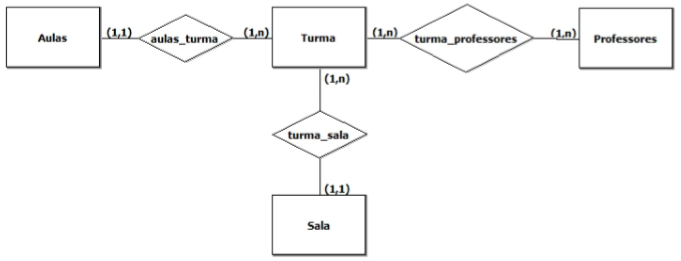 Aulas (1,1) aulas_turma (1,n) Turma (1,n) turma_professores (1,n) Professores
(1,n)
turma_sala
(1,1)
Sala